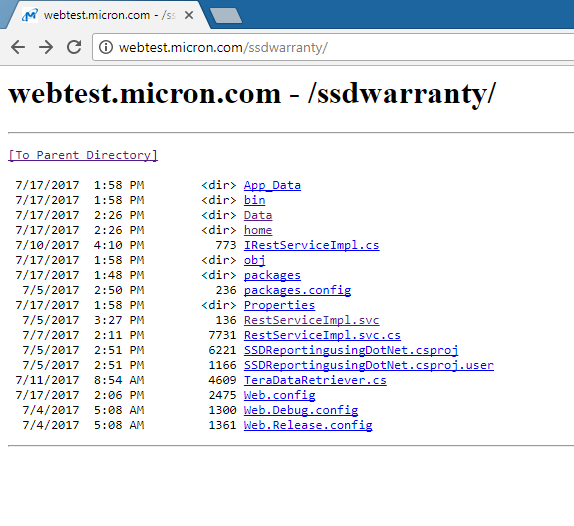 webtest.micron.com - /ss
webtest.micron.com/ssdwarranty/
webtest.micron.com - /ssdwarranty/
[To Parent Directory]
7/17/2017 1:58 PM <dir> App_Data
7/17/2017 1:58 PM <dir> bin
7/17/2017 2:26 PM <dir> Data
7/17/2017 2:26 PM <dir> home
7/10/2017 4:10 PM 773 IRestServiceImpl.cs
7/17/2017 1:58 PM <dir> obj
7/17/2017 1:48 PM <dir> packages
7/5/2017 2:50 PM 236 packages.config
7/17/2017 1:58 PM <dir> Properties
7/5/2017 3:27 PM 136 RestServiceImpl.svc
7/7/2017 2:11 PM 7731 RestServiceImpl.svc.cs
7/5/2017 2:51 PM 6221 SSDReportingusingDotNet.csproj
7/5/2017 2:51 PM 1166 SSDReportingusingDotNet.csproj.user
7/11/2017 8:54 AM 4609 TeraDataRetriever.cs
7/17/2017 2:06 PM 2475 Web.config
7/4/2017 5:08 AM 1300 Web.Debug.config
7/4/2017 5:08 AM 1361 Web.Release.config